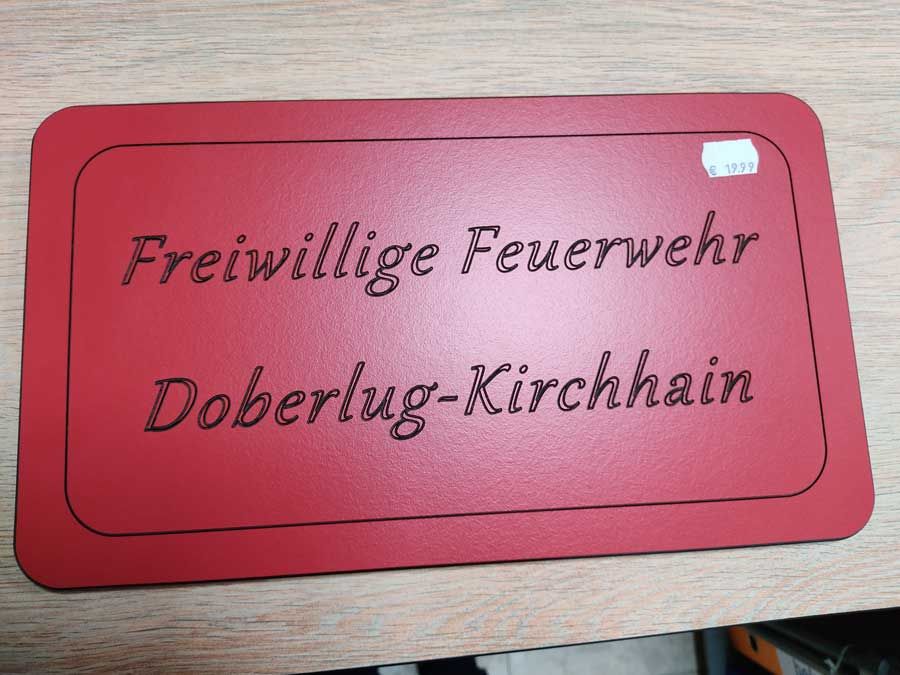 € 19.99
Freiwillige Feuerwehr
Doberlug-Kirchhain